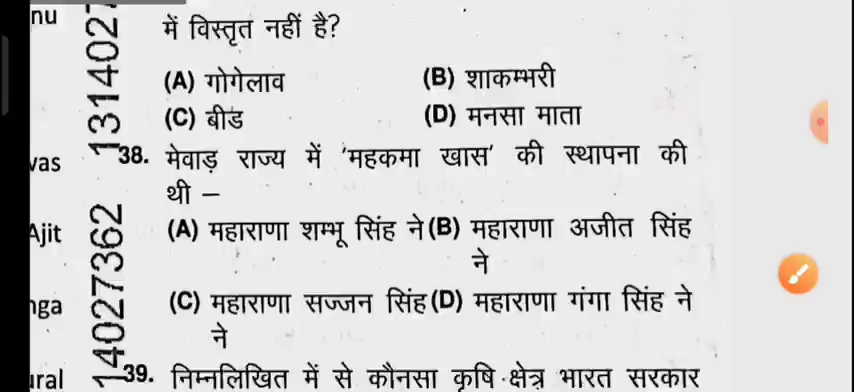 nu
में विस्तृत नहीं है?
(A) गोगेलाव (B) शाकम्भरी
(C) बीड (D) मनसा माता
vas
38. मेवाड़ राज्य में 'महकमा खास' की स्थापना की
थी –
Ajit
(A) महाराणा शम्भू सिंह ने (B) महाराणा अजीत सिंह
ने
nga
(C) महाराणा सज्जन सिंह (D) महाराणा गंगा सिंह ने
ने
ural
39. निम्नलिखित में से कौनसा कृषि क्षेत्र भारत सरकार
14027362 1314027